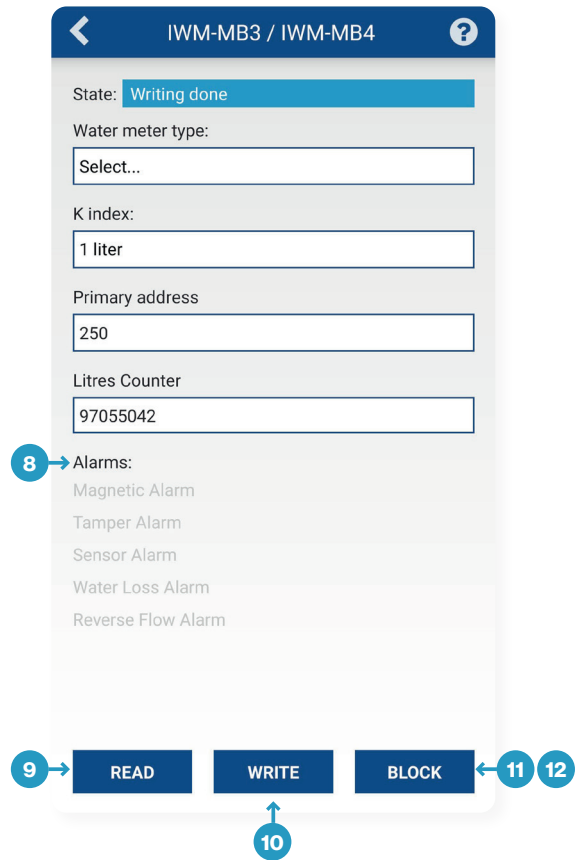 IWM-MB3 / IWM-MB4 ?
State: Writing done
Water meter type:
Select...
K index:
1 liter
Primary address
250
Litres Counter
97055042
8 Alarms:
Magnetic Alarm
Tamper Alarm
Sensor Alarm
Water Loss Alarm
Reverse Flow Alarm
9 READ WRITE BLOCK 11 12
10